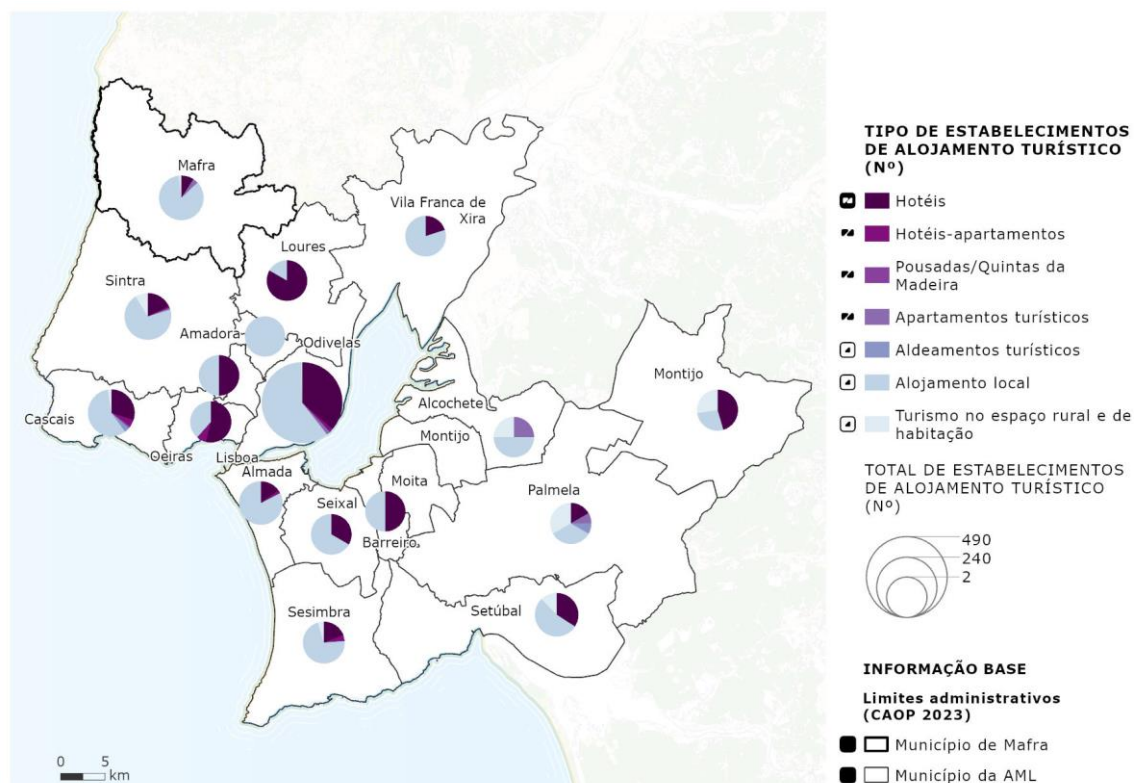 Mafra
Vila Franca de
Xira
Loures
Sintra
Amadora
Odivelas
Montijo
Alcochete
Cascais
Montijo
Oeiras
Lisboa
Almada
Moita
Palmela
Seixal
Barreiro
Sesimbra
Setúbal
0 5
km
TIPO DE ESTABELECIMENTOS
DE ALOJAMENTO TURÍSTICO
(Nº)
Hotéis
Hotéis-apartamentos
Pousadas/Quintas da
Madeira
Apartamentos turísticos
Aldeamentos turísticos
Alojamento local
Turismo no espaço rural e de
habitação
TOTAL DE ESTABELECIMENTOS
DE ALOJAMENTO TURÍSTICO
(Nº)
490
240
2
INFORMAÇÃO BASE
Limites administrativos
(CAOP 2023)
Município de Mafra
Município da AML